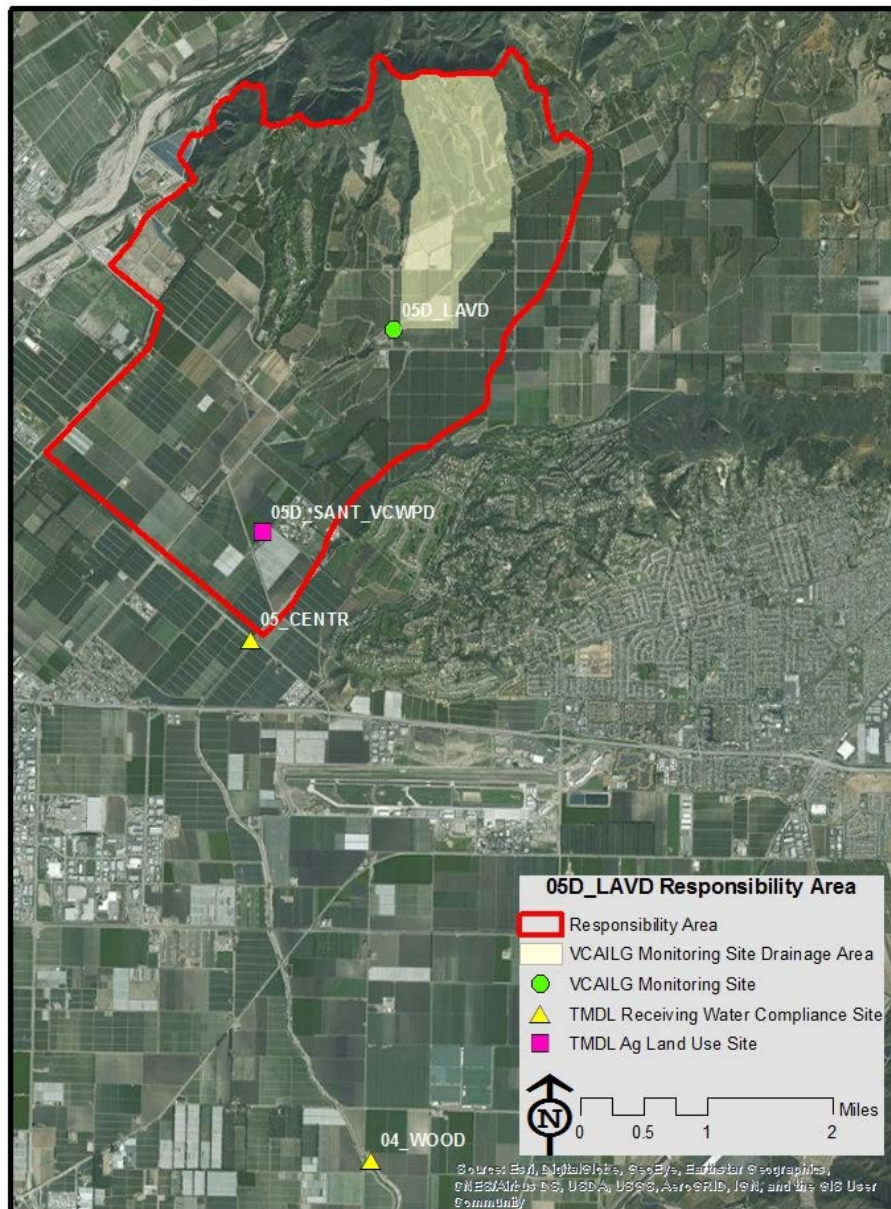 05D_LAVD
05D_SANT_VCWPD
05_CENTR
05D_LAVD Responsibility Area
Responsibility Area
VCAILG Monitoring Site Drainage Area
VCAILG Monitoring Site
TMDL Receiving Water Compliance Site
TMDL Ag Land Use Site
N
Miles
0 0.5 1 2
04_WOOD
Source: Esri, DigitalGlobe, GeoEye, Earthstar Geographics,
CNES/Airbus DS, USDA, USGS, AeroGRID, IGN, and the GIS User
Community